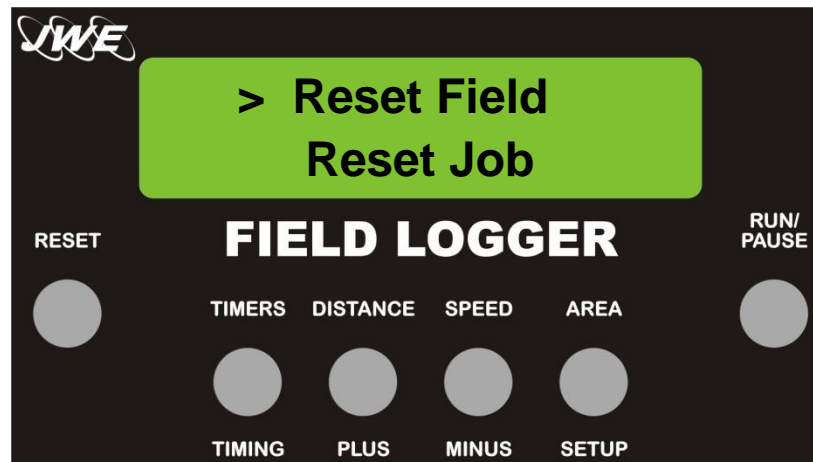 JWE
> Reset Field
Reset Job
RESET
FIELD LOGGER
RUN/
PAUSE
TIMERS DISTANCE SPEED AREA
TIMING PLUS MINUS SETUP